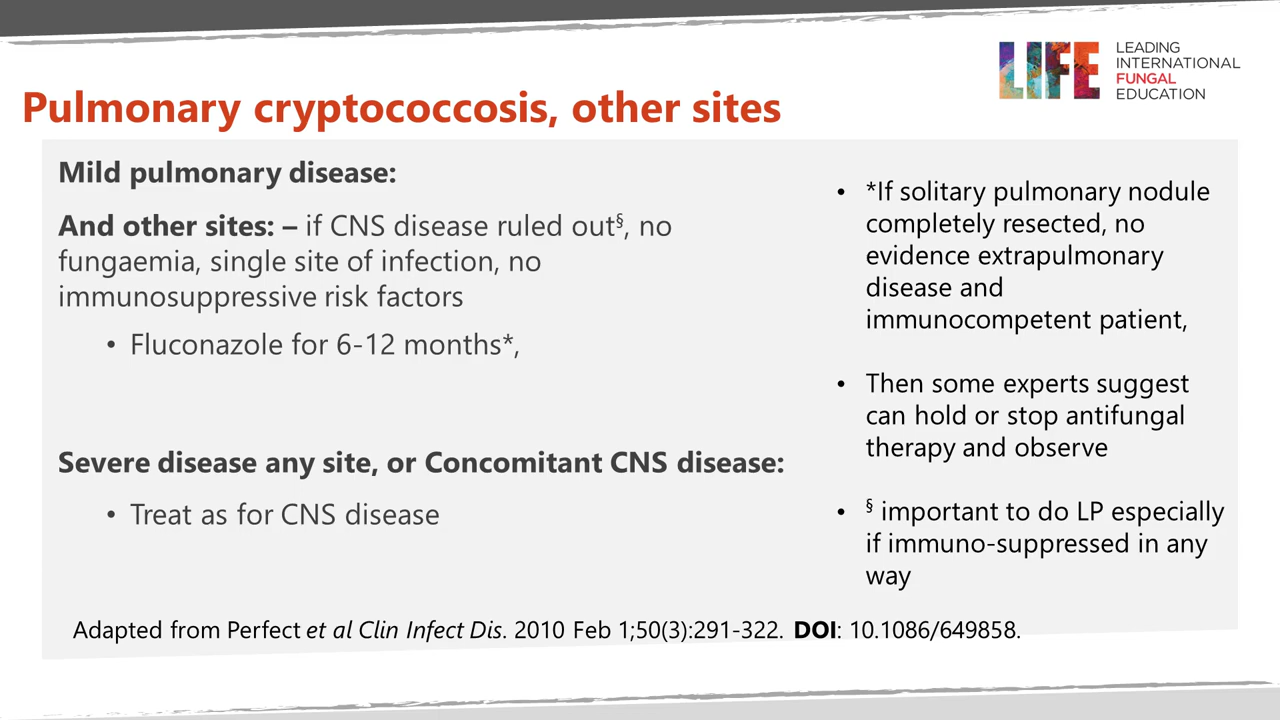 LIFE
LEADING
INTERNATIONAL
FUNGAL
EDUCATION
Pulmonary cryptococcosis, other sites
Mild pulmonary disease:
And other sites: – if CNS disease ruled out§, no
fungaemia, single site of infection, no
immunosuppressive risk factors
• Fluconazole for 6-12 months*,
Severe disease any site, or Concomitant CNS disease:
• Treat as for CNS disease
• *If solitary pulmonary nodule
completely resected, no
evidence extrapulmonary
disease and
immunocompetent patient,
• Then some experts suggest
can hold or stop antifungal
therapy and observe
• § important to do LP especially
if immuno-suppressed in any
way
Adapted from Perfect et al Clin Infect Dis. 2010 Feb 1;50(3):291-322. DOI: 10.1086/649858.